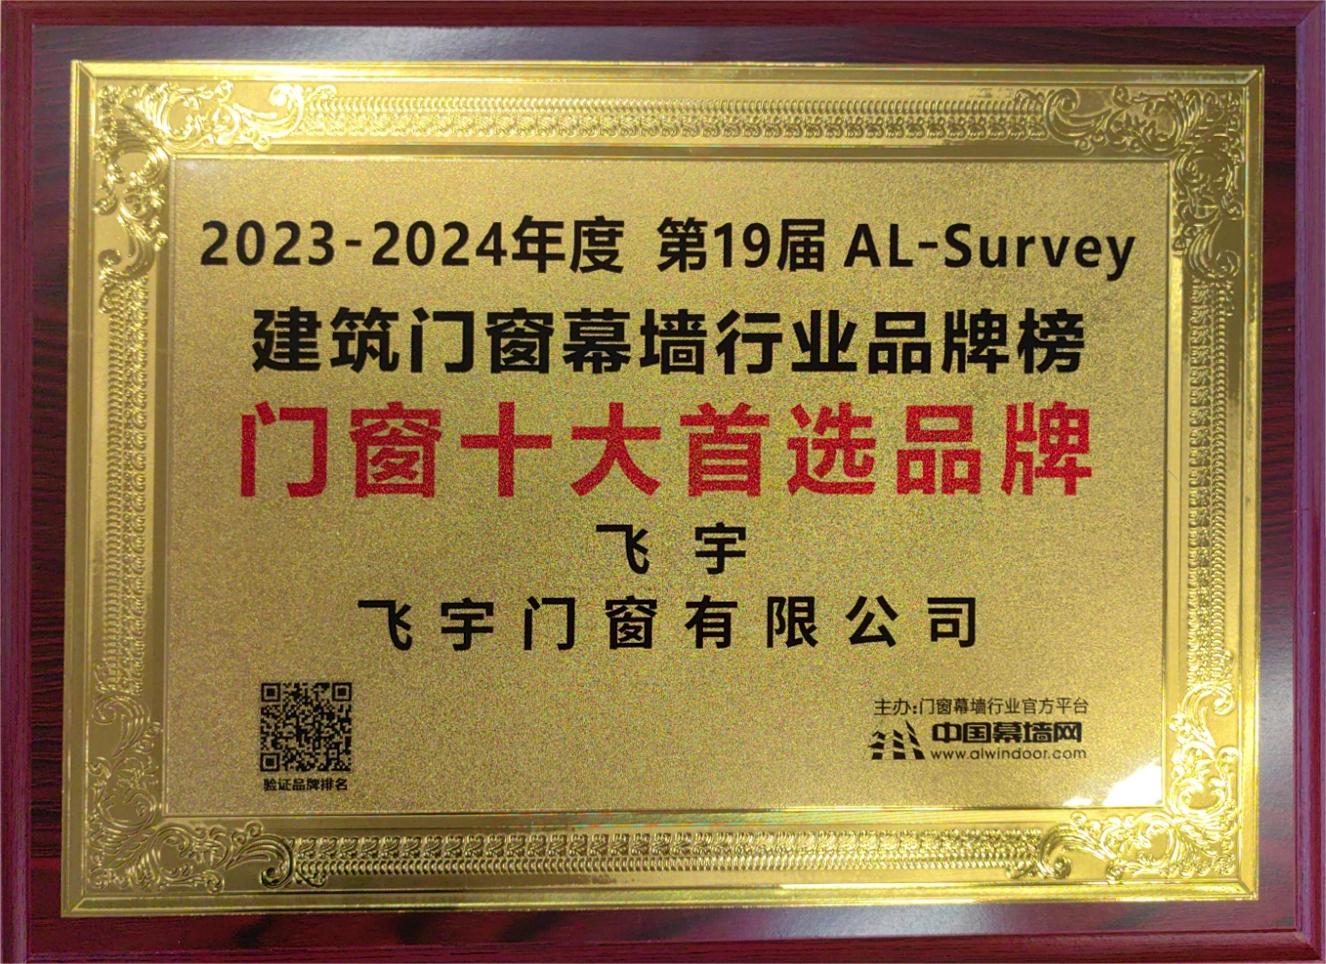 2023-2024年度 第19届 AL-Survey
建筑门窗幕墙行业品牌榜
门窗十大首选品牌
飞宇
飞宇门窗有限公司
验证品牌排名
主办:门窗幕墙行业官方平台
中国幕墙网
www.alwindoor.com